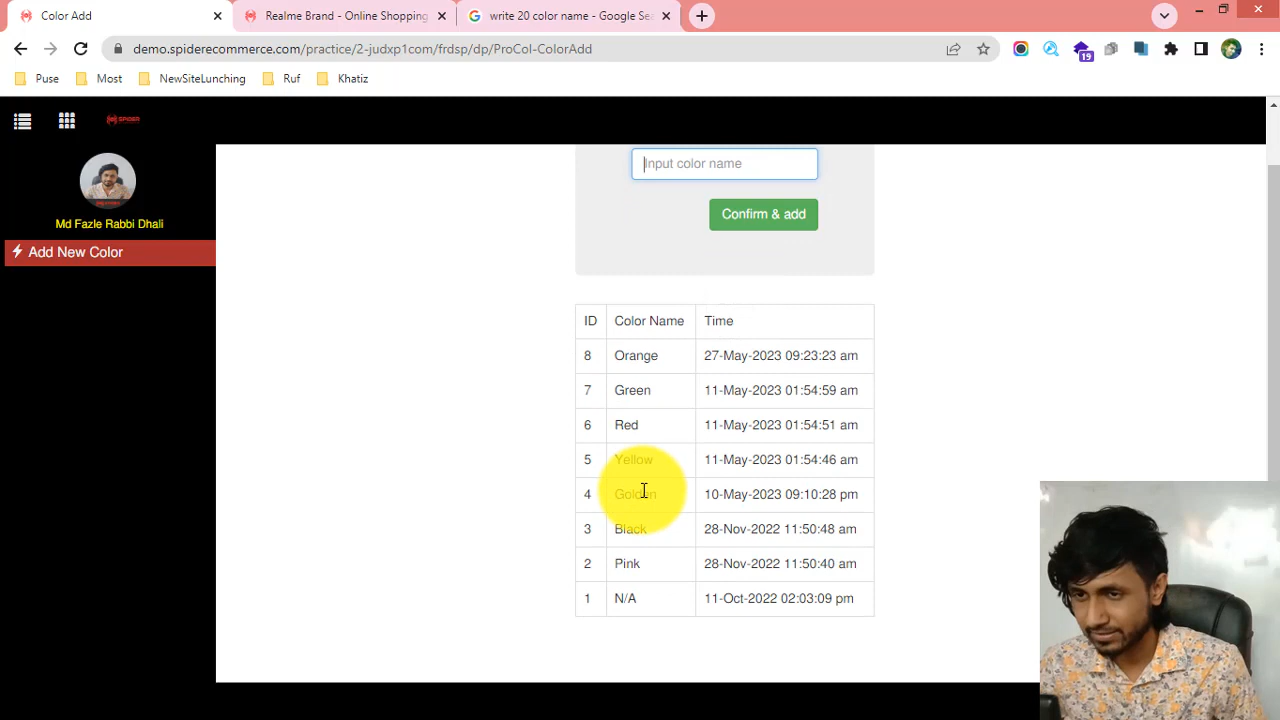 Color Add
Realme Brand - Online Shopping
write 20 color name - Google Se
demo.spiderecommerce.com/practice/2-judxp1com/frdsp/dp/ProCol-ColorAdd
19
Puse
Most
NewSiteLunching
Ruf
Khatiz
SPIDER
Md Fazle Rabbi Dhali
Add New Color
Input color name
Confirm & add
ID Color Name Time
8 Orange 27-May-2023 09:23:23 am
7 Green 11-May-2023 01:54:59 am
6 Red 11-May-2023 01:54:51 am
5 Yellow 11-May-2023 01:54:46 am
4 Golden 10-May-2023 09:10:28 pm
3 Black 28-Nov-2022 11:50:48 am
2 Pink 28-Nov-2022 11:50:40 am
1 N/A 11-Oct-2022 02:03:09 pm